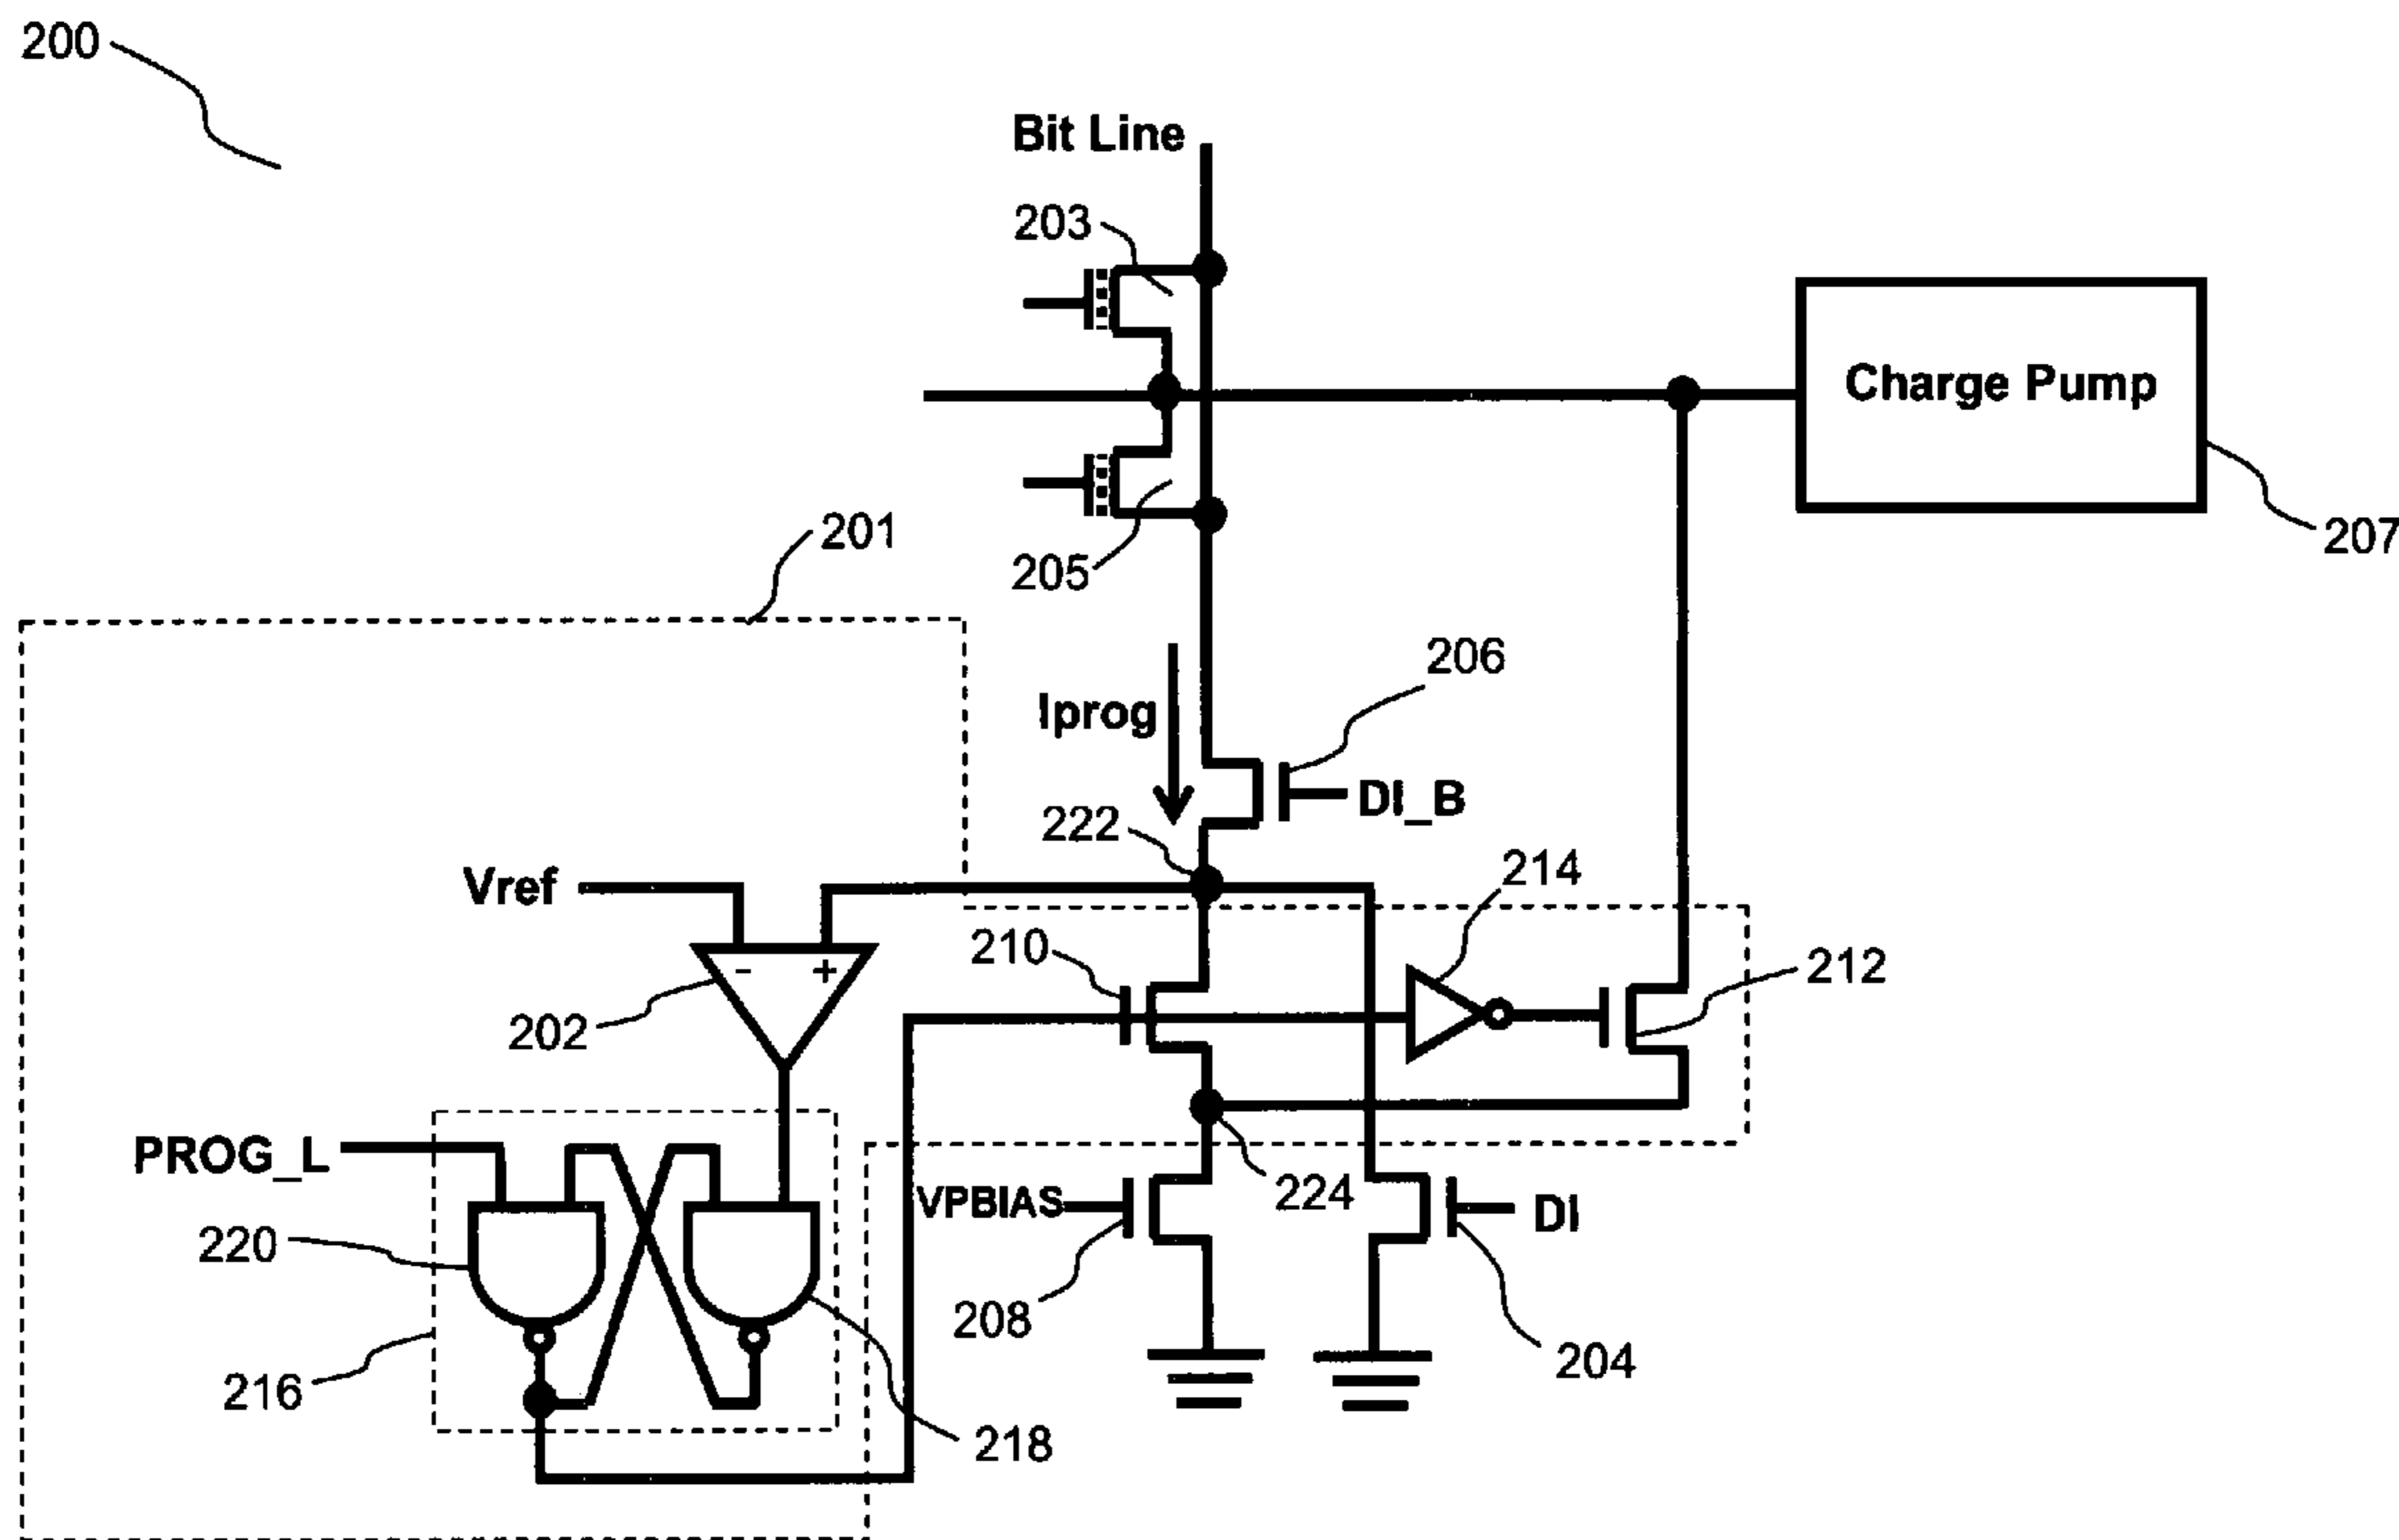 200
Bit Line
203
Charge Pump
207
205
201
206
Iprog
DI_B
222
Vref
214
210
212
- +
202
PROG_L
VPBIAS
224
DI
220
208
204
216
218